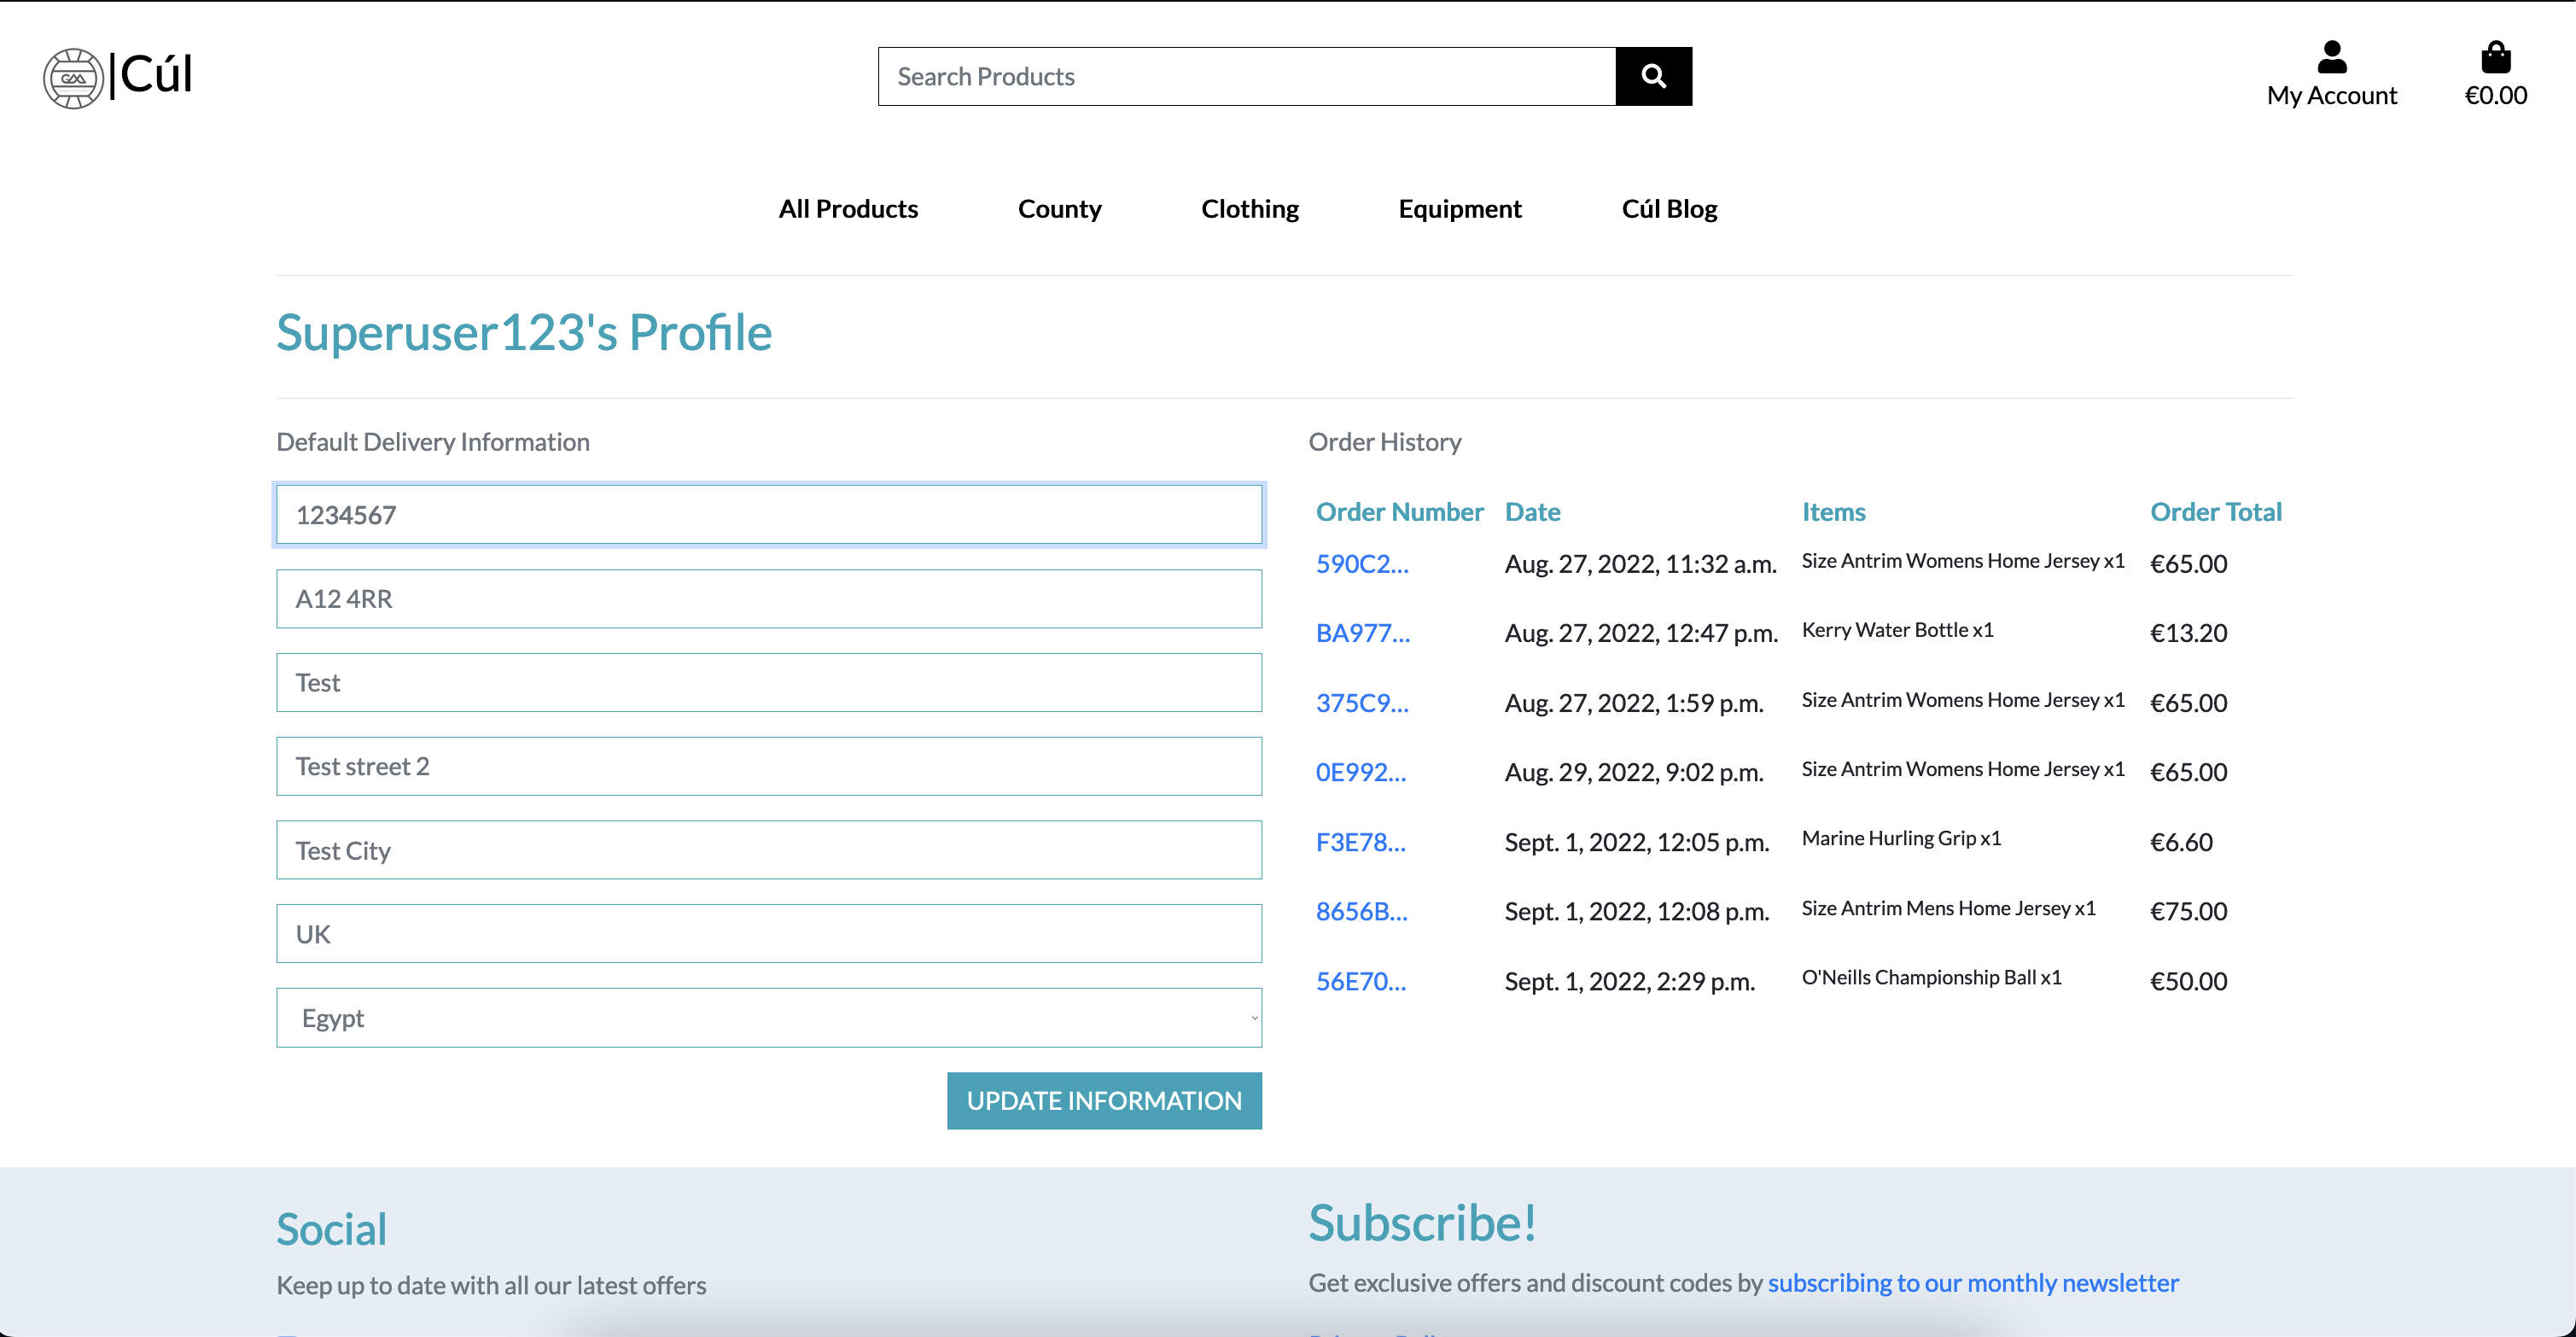 GAA |Cúl
Search Products
My Account
€0.00
All Products County Clothing Equipment Cúl Blog
Superuser123's Profile
Default Delivery Information
1234567
A12 4RR
Test
Test street 2
Test City
UK
Egypt
UPDATE INFORMATION
Order History
Order Number Date Items Order Total
590C2... Aug. 27, 2022, 11:32 a.m. Size Antrim Womens Home Jersey x1 €65.00
BA977... Aug. 27, 2022, 12:47 p.m. Kerry Water Bottle x1 €13.20
375C9... Aug. 27, 2022, 1:59 p.m. Size Antrim Womens Home Jersey x1 €65.00
0E992... Aug. 29, 2022, 9:02 p.m. Size Antrim Womens Home Jersey x1 €65.00
F3E78... Sept. 1, 2022, 12:05 p.m. Marine Hurling Grip x1 €6.60
8656B... Sept. 1, 2022, 12:08 p.m. Size Antrim Mens Home Jersey x1 €75.00
56E70... Sept. 1, 2022, 2:29 p.m. O'Neills Championship Ball x1 €50.00
Social
Keep up to date with all our latest offers
Subscribe!
Get exclusive offers and discount codes by subscribing to our monthly newsletter